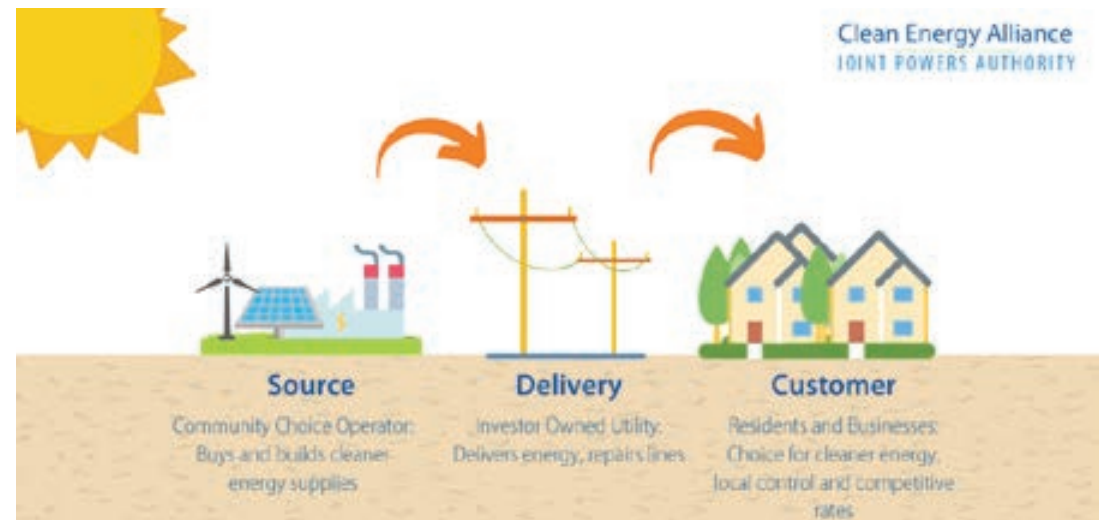 Clean Energy Alliance
JOINT POWERS AUTHORITY
Source
Community Choice Operator:
Buys and builds cleaner
energy supplies
Delivery
Investor Owned Utility:
Delivers energy, repairs lines
Customer
Residents and Businesses:
Choice for cleaner energy,
local control and competitive
rates